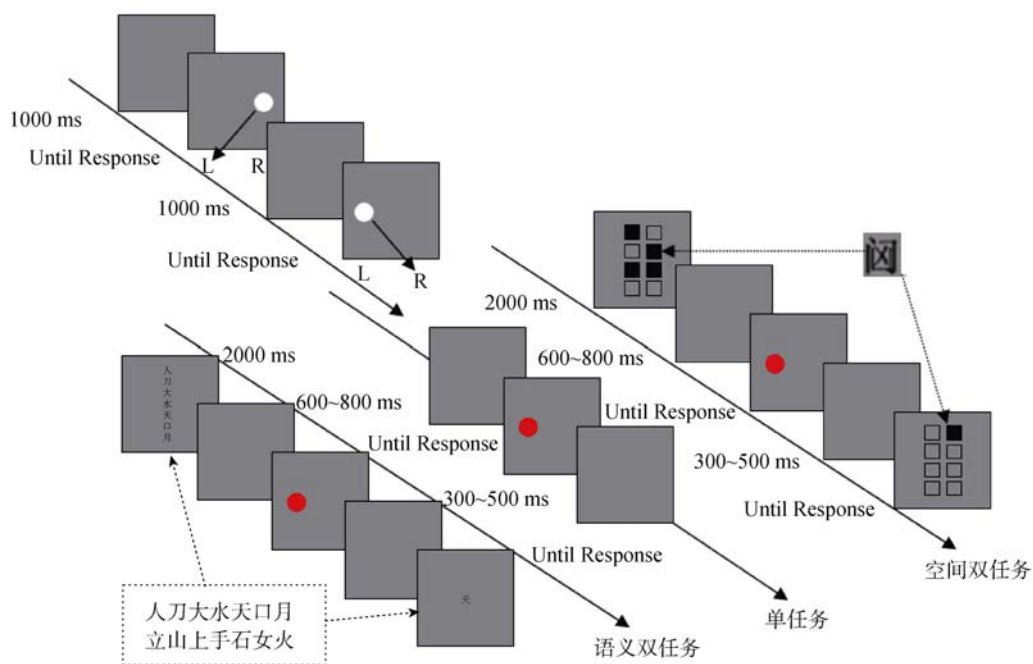 1000 ms
Until Response
L R
1000 ms
Until Response
L R
2000 ms
600~800 ms
Until Response
300~500 ms
Until Response
空间双任务
600~800 ms
Until Response
单任务
人刀大水天口月
2000 ms
300~500 ms
天
语义双任务
人刀大水天口月
立山上手石女火